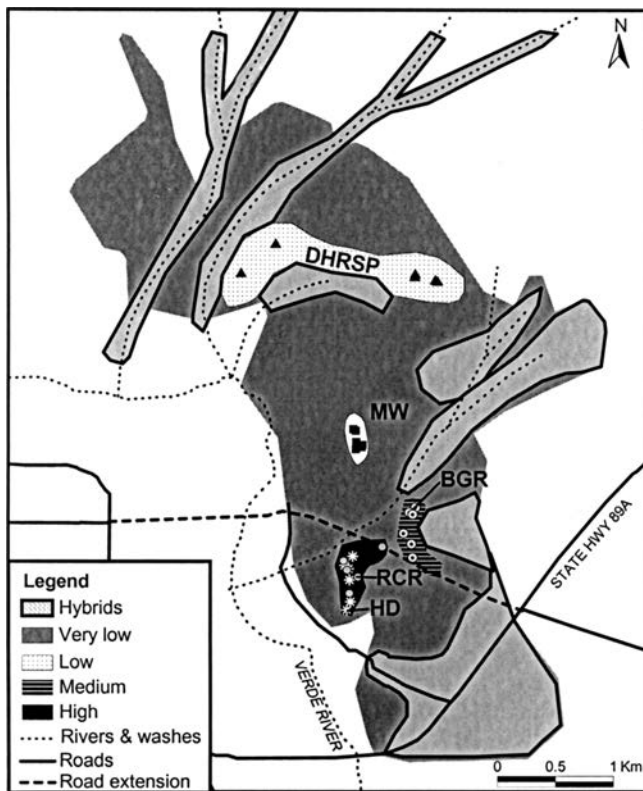 N
DHRSP
MW
BGR
STATE HWY 89A
RCR
HD
VERDE RIVER
Legend
Hybrids
Very low
Low
Medium
High
Rivers & washes
Roads
Road extension
0 0.5 1 Km